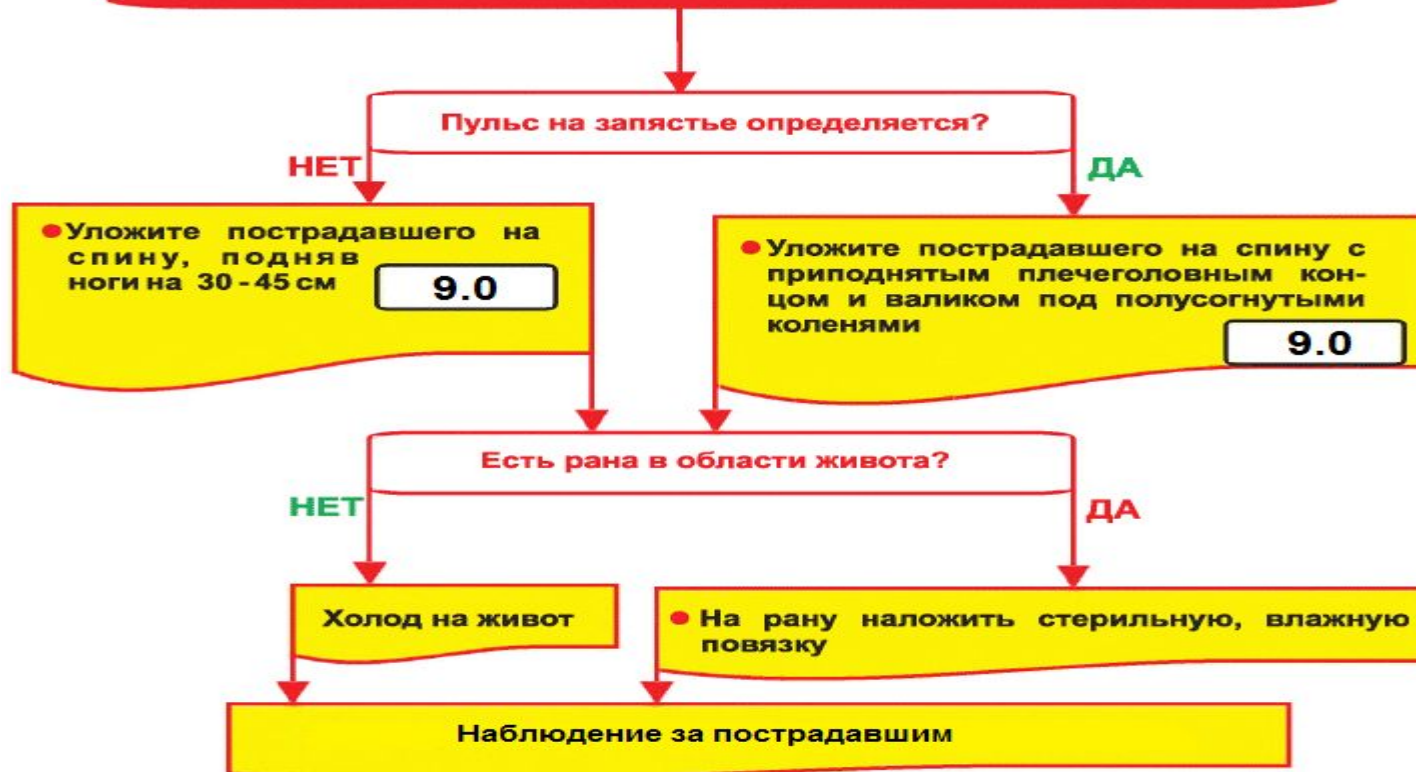 Пульс на запястье определяется?
НЕТ
ДА
●Уложите пострадавшего на
спину, подняв
ноги на 30-45 см
9.0
●Уложите пострадавшего на спину с
приподнятым плечеголовным кон-
цом и валиком под полусогнутыми
коленями
9.0
Есть рана в области живота?
НЕТ
ДА
Холод на живот
● На рану наложить стерильную, влажную
повязку
Наблюдение за пострадавшим